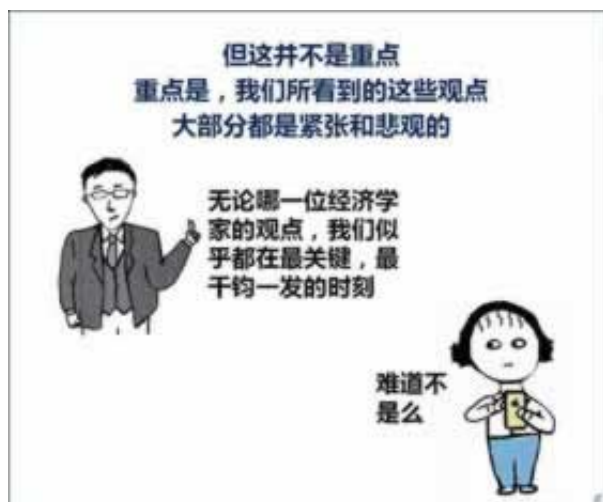 但这并不是重点
重点是，我们所看到的这些观点
大部分都是紧张和悲观的
无论哪一位经济学
家的观点，我们似
乎都在最关键，最
千钧一发的时刻
难道不
是么